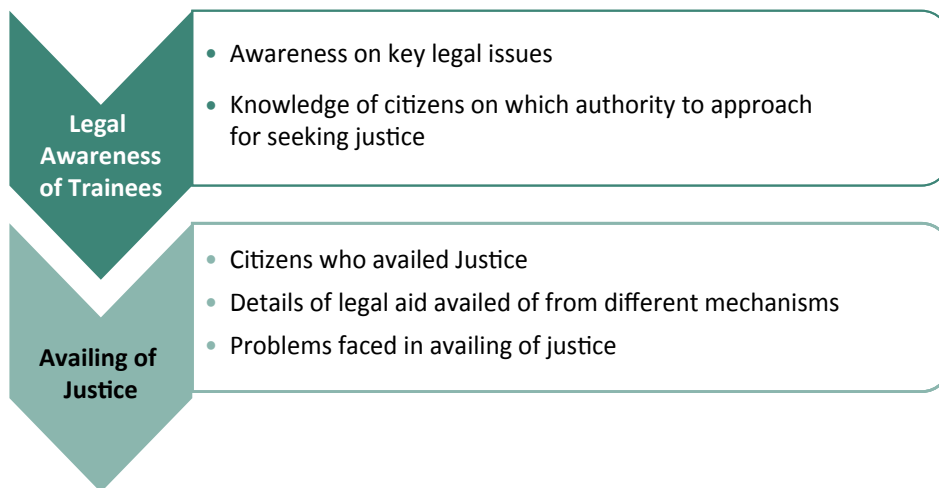 Legal
Awareness
of Trainees
• Awareness on key legal issues
• Knowledge of citizens on which authority to approach
for seeking justice
Availing of
Justice
• Citizens who availed Justice
• Details of legal aid availed of from different mechanisms
• Problems faced in availing of justice